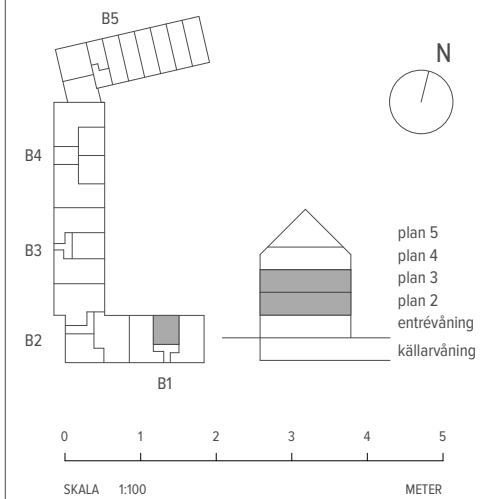 B5
N
B4
B3
B2
B1
plan 5
plan 4
plan 3
plan 2
entrévåning
källarvåning
0 1 2 3 4 5
SKALA 1:100 METER